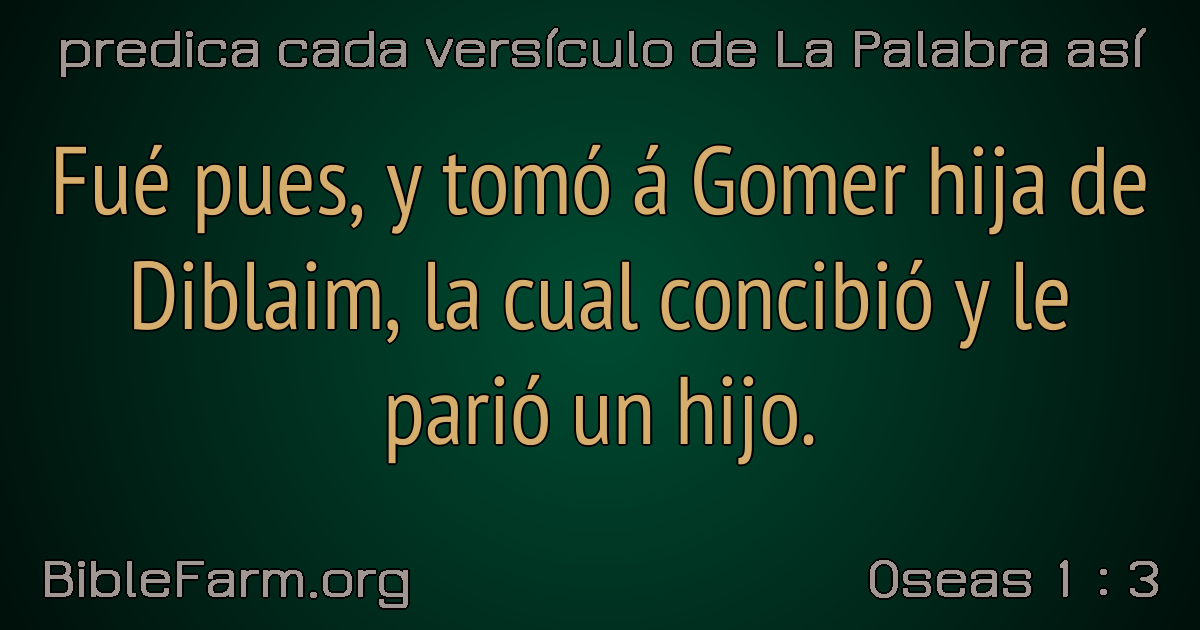 predica cada versículo de La Palabra así
Fué pues, y tomó á Gomer hija de
Diblaim, la cual concibió y le
parió un hijo.
BibleFarm.org
Oseas 1 : 3